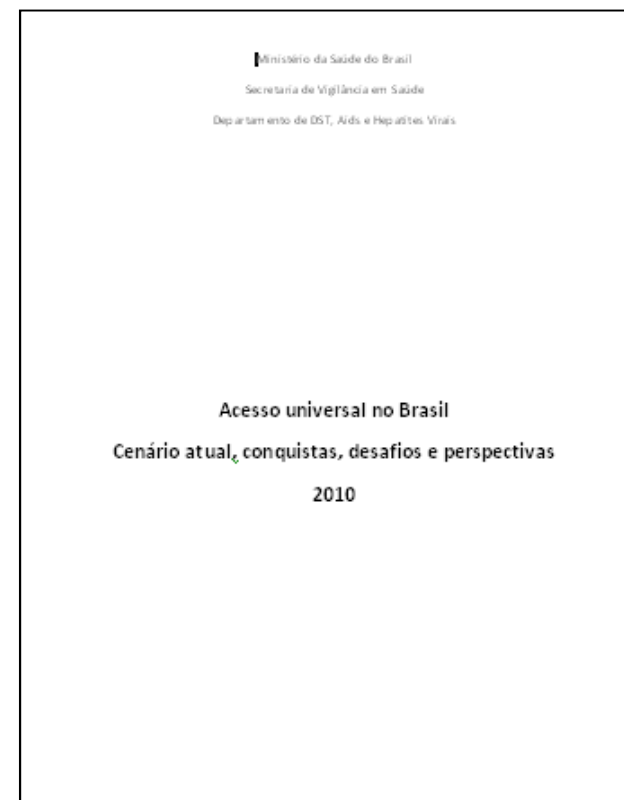 Ministério da Saúde do Brasil
Secretaria de Vigilância em Saúde
Departamento de DST, Aids e Hepatites Virais
Acesso universal no Brasil
Cenário atual, conquistas, desafios e perspectivas
2010